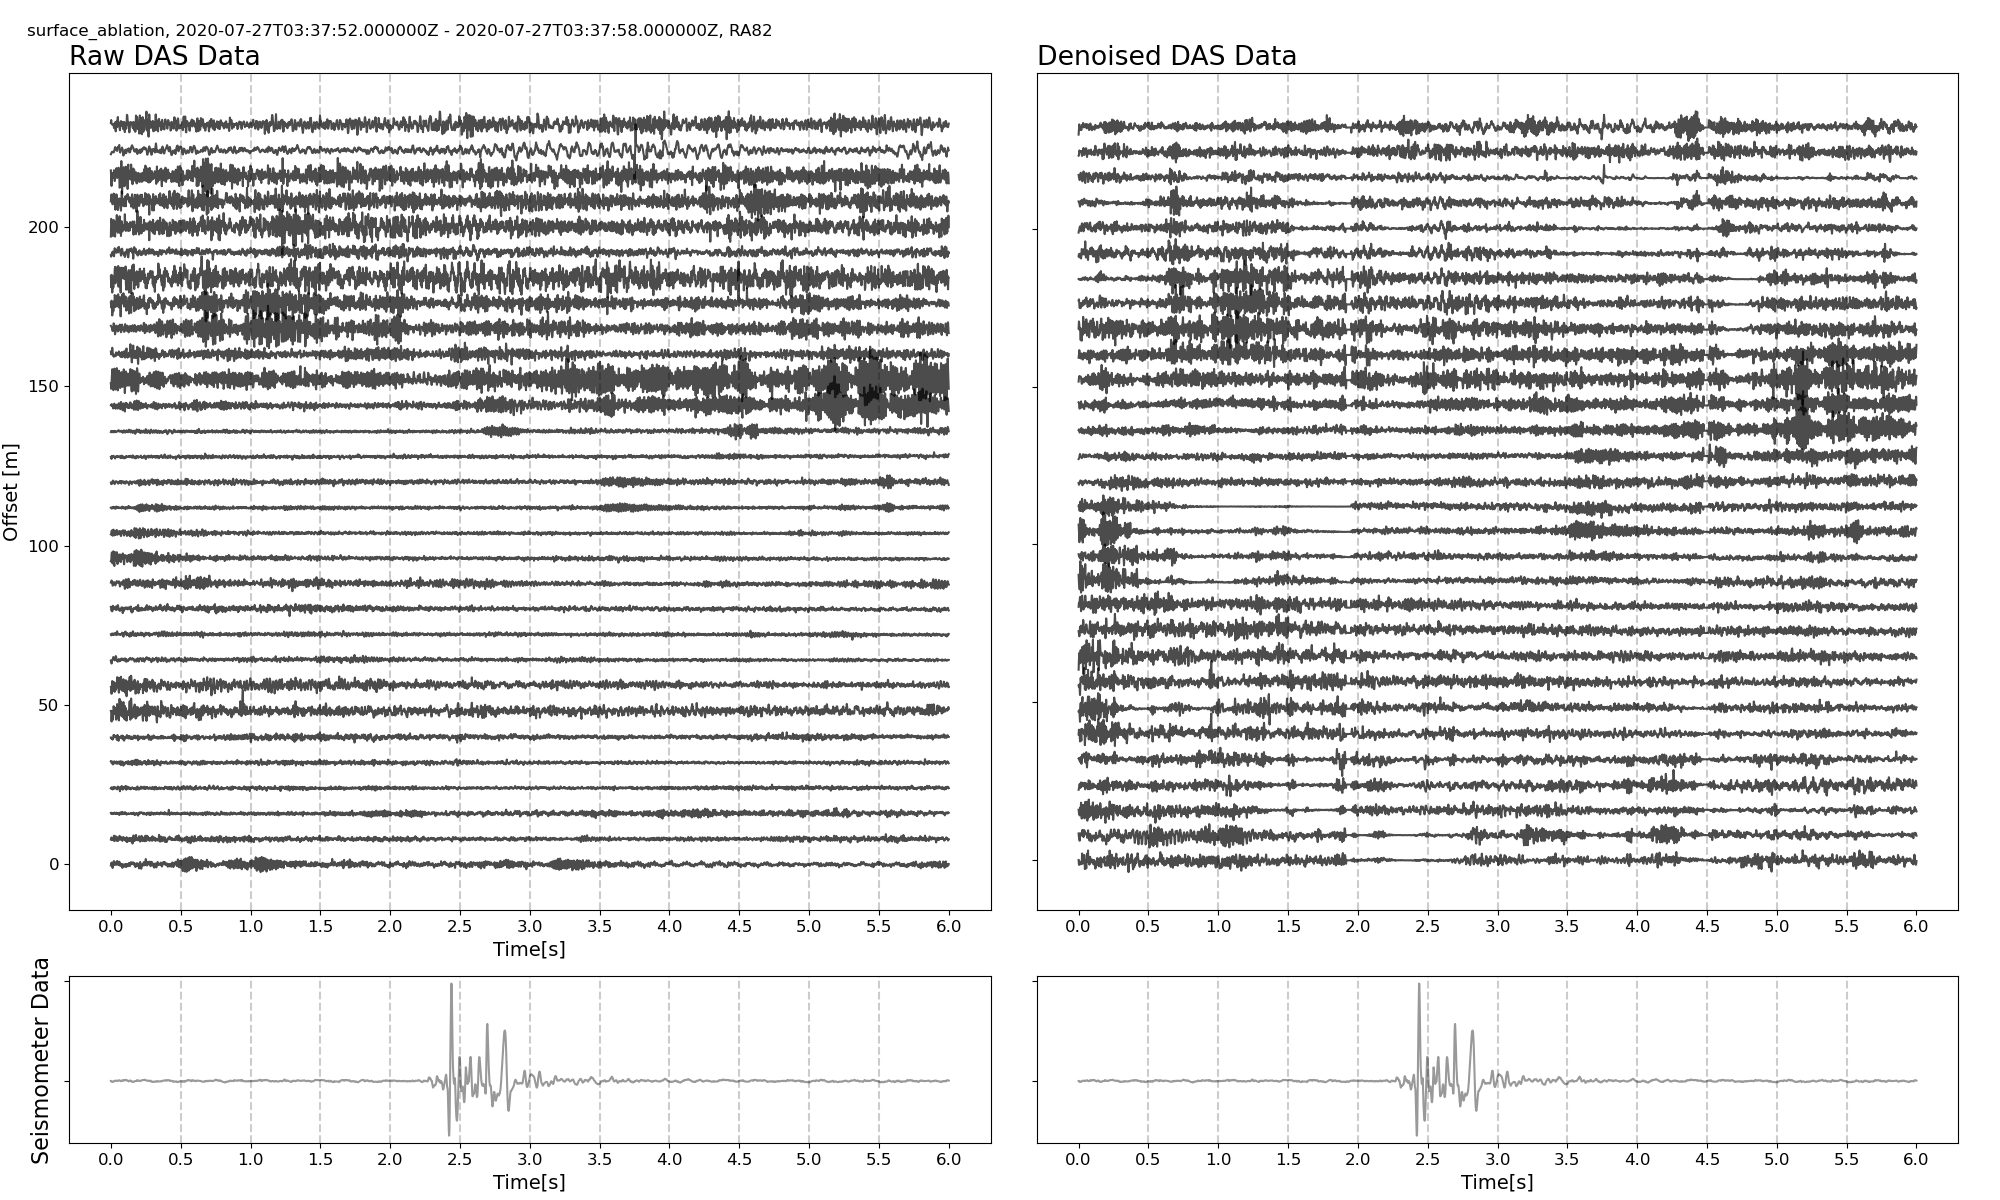 surface_ablation, 2020-07-27T03:37:52.000000Z - 2020-07-27T03:37:58.000000Z, RA82
Raw DAS Data
Denoised DAS Data
Offset [m]
200
150
100
50
0
0.0 0.5 1.0 1.5 2.0 2.5 3.0 3.5 4.0 4.5 5.0 5.5 6.0
Time[s]
0.0 0.5 1.0 1.5 2.0 2.5 3.0 3.5 4.0 4.5 5.0 5.5 6.0
Seismometer Data
0.0 0.5 1.0 1.5 2.0 2.5 3.0 3.5 4.0 4.5 5.0 5.5 6.0
Time[s]
0.0 0.5 1.0 1.5 2.0 2.5 3.0 3.5 4.0 4.5 5.0 5.5 6.0
Time[s]